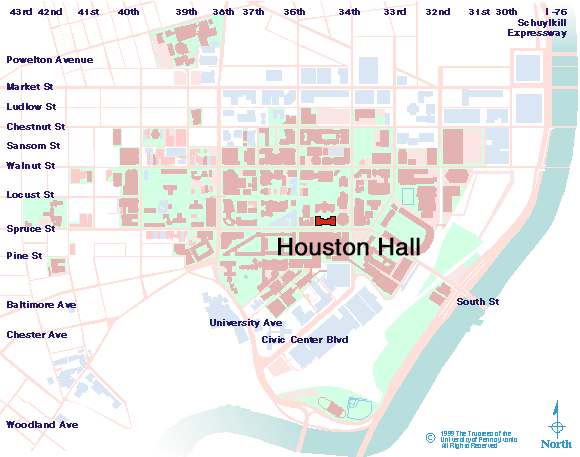 43rd 42nd 41st 40th 39th 36th 37th 36th 34th 33rd 32nd 31st 30th I -76
Schuylkill
Expressway
Powelton Avenue
Market St
Ludlow St
Chestnut St
Sansom St
Walnut St
Locust St
Spruce St
Houston Hall
Pine St
South St
Baltimore Ave
University Ave
Chester Ave
Civic Center Blvd
Woodland Ave
© 1999 The Trustees of the
University of Pennsylvania
All Rights Reserved
North